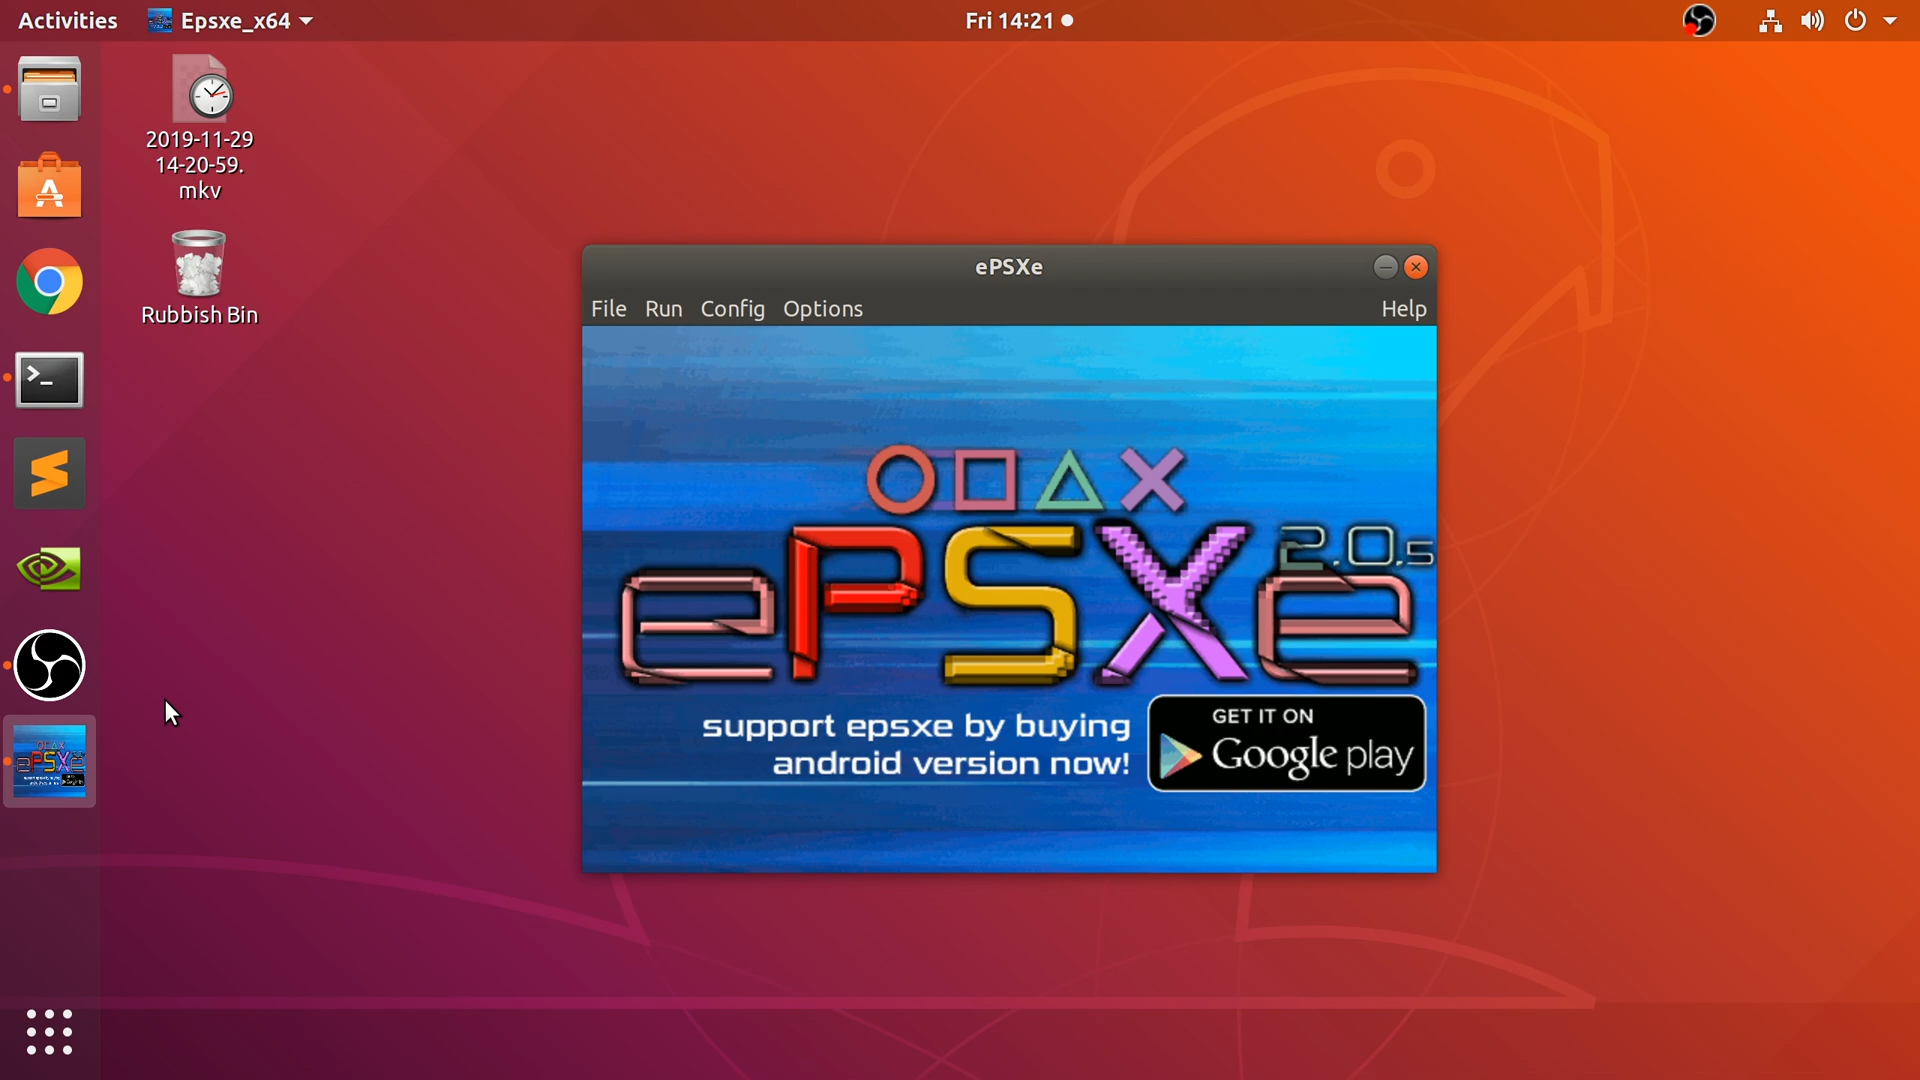 Activities
Epsxe_x64
Fri 14:21
2019-11-29
14-20-59.
mkv
Rubbish Bin
ePSXe
File Run Config Options Help
ePSXe 2.0.5
support epsxe by buying
android version now!
GET IT ON
Google play